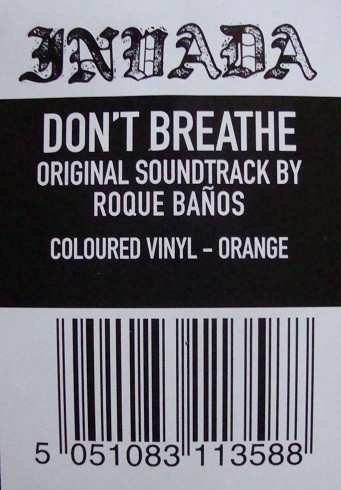 INVADA
DON'T BREATHE
ORIGINAL SOUNDTRACK BY
ROQUE BAÑOS
COLOURED VINYL – ORANGE
5 051083 113588